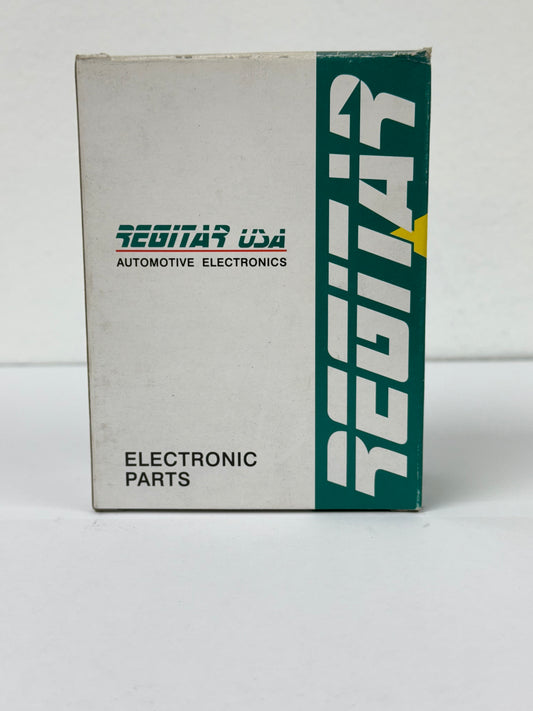 REGITAR USA
AUTOMOTIVE ELECTRONICS
ELECTRONIC
PARTS
REGITAR